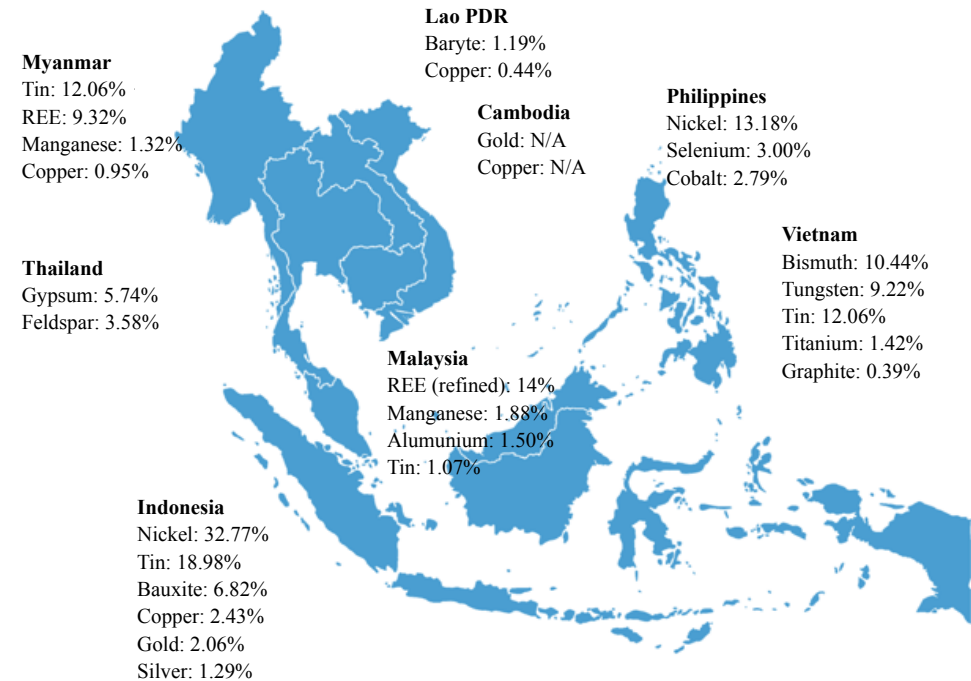 Lao PDR
Baryte: 1.19%
Copper: 0.44%
Myanmar
Tin: 12.06%
REE: 9.32%
Manganese: 1.32%
Copper: 0.95%
Cambodia
Gold: N/A
Copper: N/A
Philippines
Nickel: 13.18%
Selenium: 3.00%
Cobalt: 2.79%
Vietnam
Bismuth: 10.44%
Tungsten: 9.22%
Tin: 12.06%
Titanium: 1.42%
Graphite: 0.39%
Thailand
Gypsum: 5.74%
Feldspar: 3.58%
Malaysia
REE (refined): 14%
Manganese: 1.88%
Alumunium: 1.50%
Tin: 1.07%
Indonesia
Nickel: 32.77%
Tin: 18.98%
Bauxite: 6.82%
Copper: 2.43%
Gold: 2.06%
Silver: 1.29%